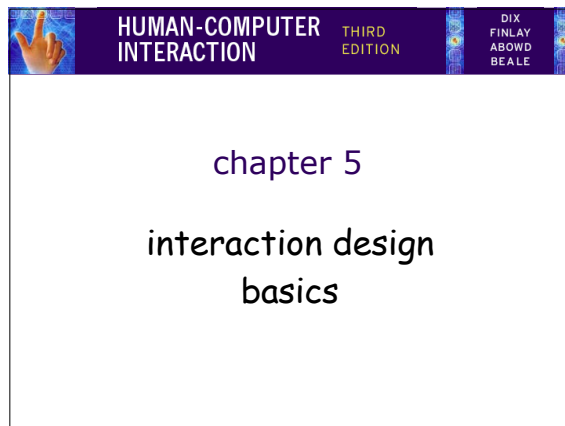 HUMAN-COMPUTER
INTERACTION
THIRD
EDITION
DIX
FINLAY
ABOWD
BEALE
chapter 5
interaction design
basics